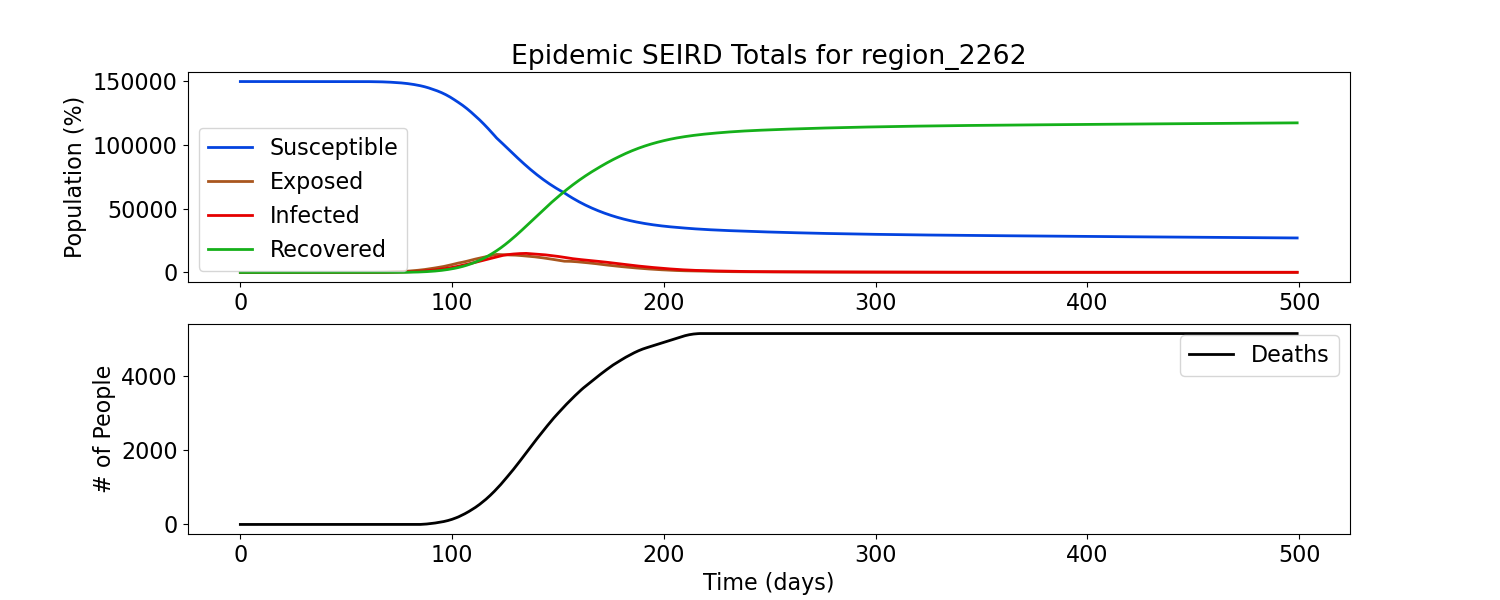 Epidemic SEIRD Totals for region_2262
Population (%)
150000
100000
50000
0
Susceptible
Exposed
Infected
Recovered
0 100 200 300 400 500
# of People
4000
2000
0
Deaths
0 100 200 300 400 500
Time (days)